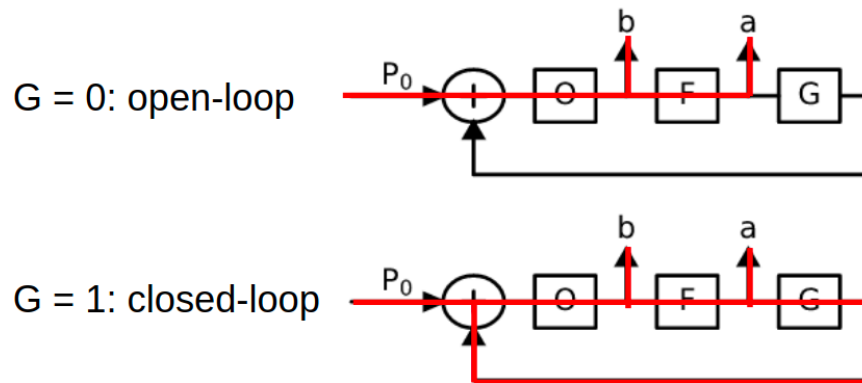 b a
P₀
G = 0: open-loop
O F G
b a
P₀
G = 1: closed-loop
O F G